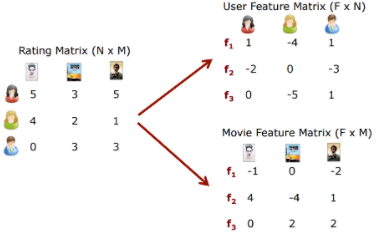 User Feature Matrix (F x N)
f1 1 -4 1
f2 -2 0 -3
f3 0 -5 1
Rating Matrix (N x M)
5 3 5
4 2 1
0 3 3
Movie Feature Matrix (F x M)
f1 -1 0 -2
f2 4 -4 1
f3 0 2 2